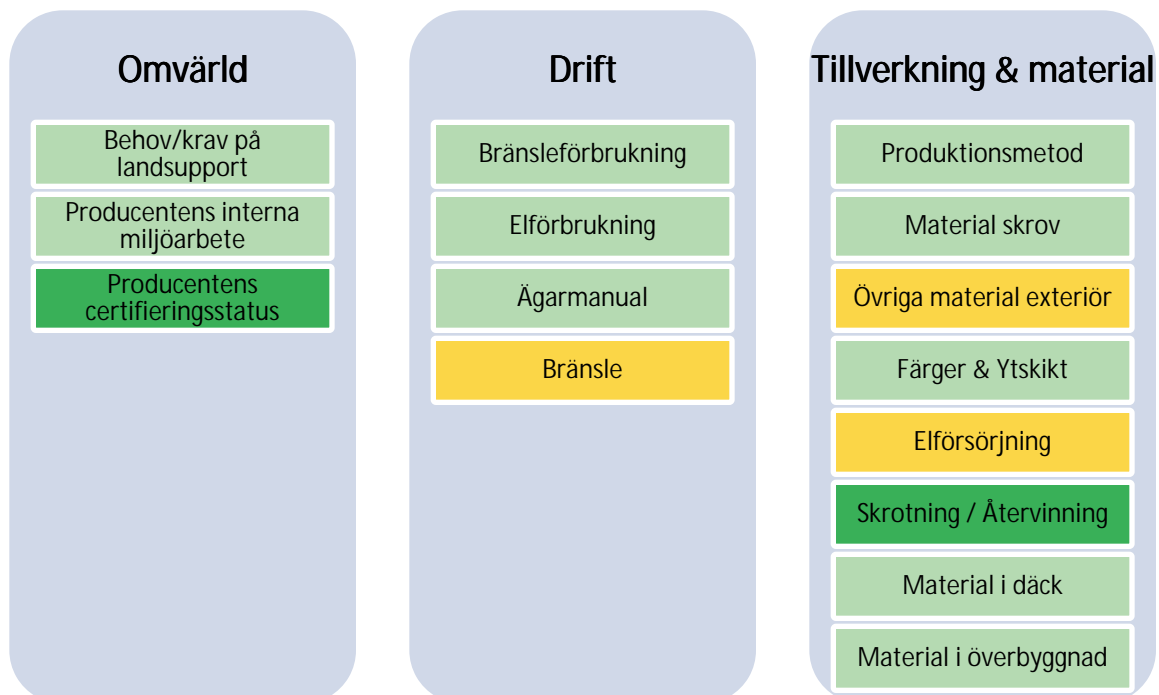 Omvärld
Behov/krav på
landsupport
Producentens interna
miljöarbete
Producentens
certifieringsstatus
Drift
Bränsleförbrukning
Elförbrukning
Ägarmanual
Bränsle
Tillverkning & material
Produktionsmetod
Material skrov
Övriga material exteriör
Färger & Ytskikt
Elförsörjning
Skrotning / Återvinning
Material i däck
Material i överbyggnad